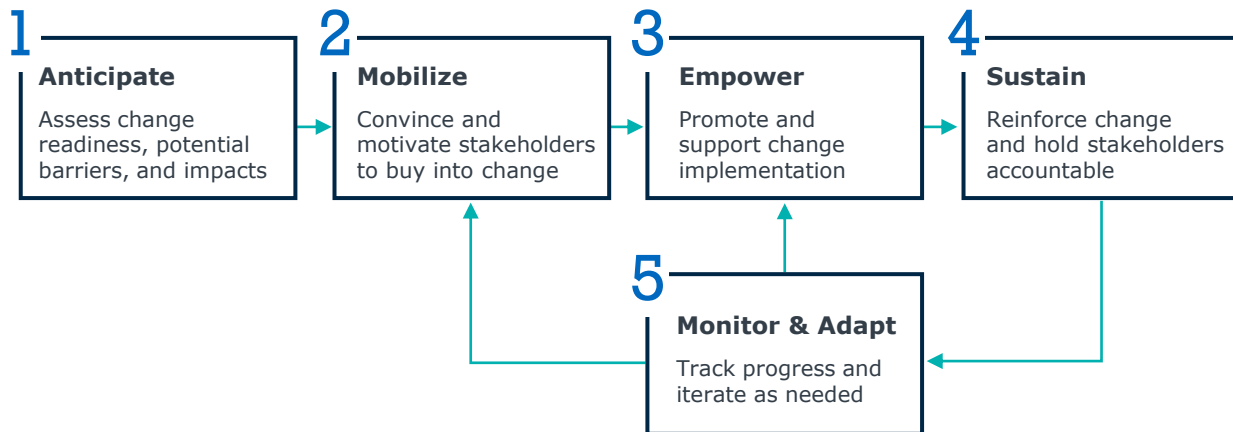 1
Anticipate
Assess change
readiness, potential
barriers, and impacts
2
Mobilize
Convince and
motivate stakeholders
to buy into change
3
Empower
Promote and
support change
implementation
4
Sustain
Reinforce change
and hold stakeholders
accountable
5
Monitor & Adapt
Track progress and
iterate as needed